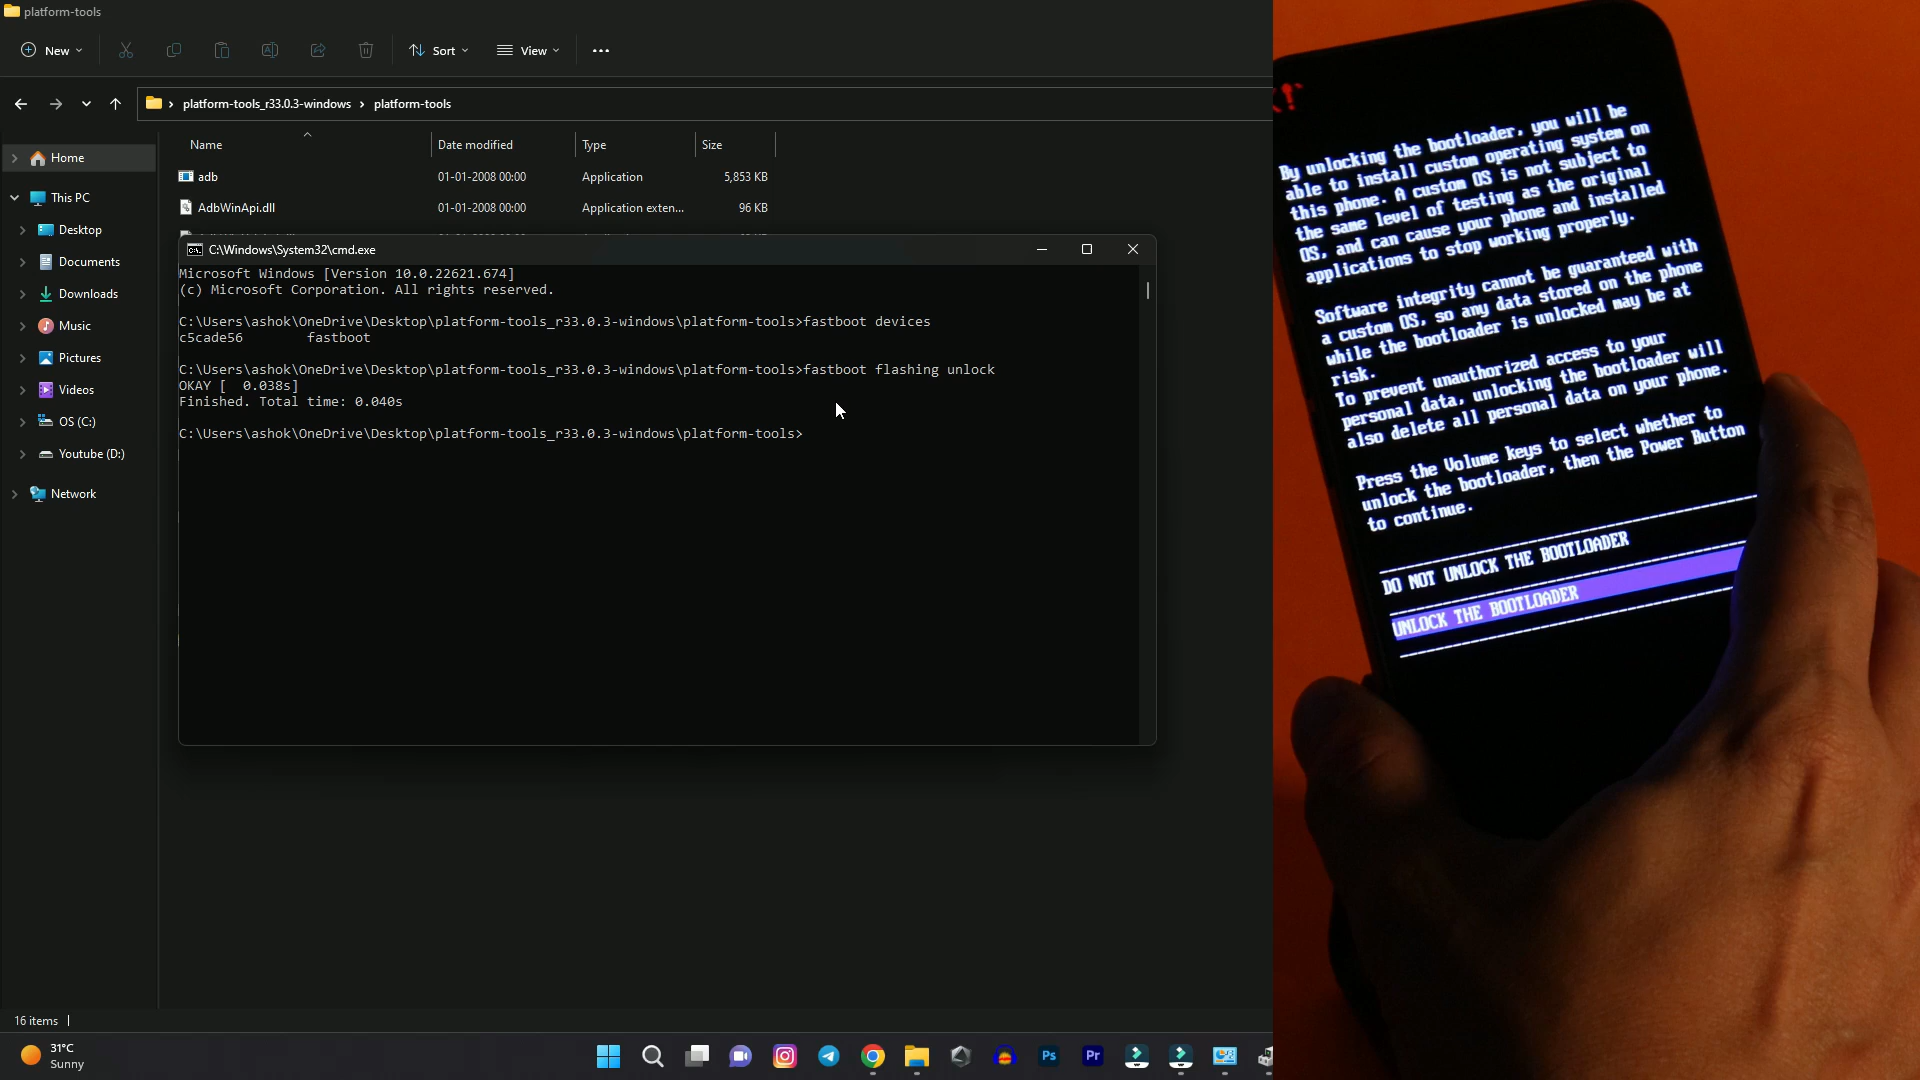 platform-tools
New
Sort
View
platform-tools_r33.0.3-windows > platform-tools
Name
Date modified
Type
Size
Home
This PC
Desktop
Documents
Downloads
Music
Pictures
Videos
OS (C:)
Youtube (D:)
Network
adb 01-01-2008 00:00 Application 5,853 KB
AdbWinApi.dll 01-01-2008 00:00 Application exten... 96 KB
C:\Windows\System32\cmd.exe
Microsoft Windows [Version 10.0.22621.674]
(c) Microsoft Corporation. All rights reserved.
C:\Users\ashok\OneDrive\Desktop\platform-tools_r33.0.3-windows\platform-tools>fastboot devices
c5cade56 fastboot
C:\Users\ashok\OneDrive\Desktop\platform-tools_r33.0.3-windows\platform-tools>fastboot flashing unlock
OKAY [ 0.038s]
Finished. Total time: 0.040s
C:\Users\ashok\OneDrive\Desktop\platform-tools_r33.0.3-windows\platform-tools>
16 items
31°C
Sunny
Ps
Pr
<!>
By unlocking the bootloader, you will be
able to install custom operating system on
this phone. A custom OS is not subject to
the same level of testing as the original
OS, and can cause your phone and installed
applications to stop working properly.
Software integrity cannot be guaranteed with
a custom OS, so any data stored on the phone
while the bootloader is unlocked may be at
risk.
To prevent unauthorized access to your
personal data, unlocking the bootloader will
also delete all personal data on your phone.
Press the Volume keys to select whether to
unlock the bootloader, then the Power Button
to continue.
DO NOT UNLOCK THE BOOTLOADER
UNLOCK THE BOOTLOADER